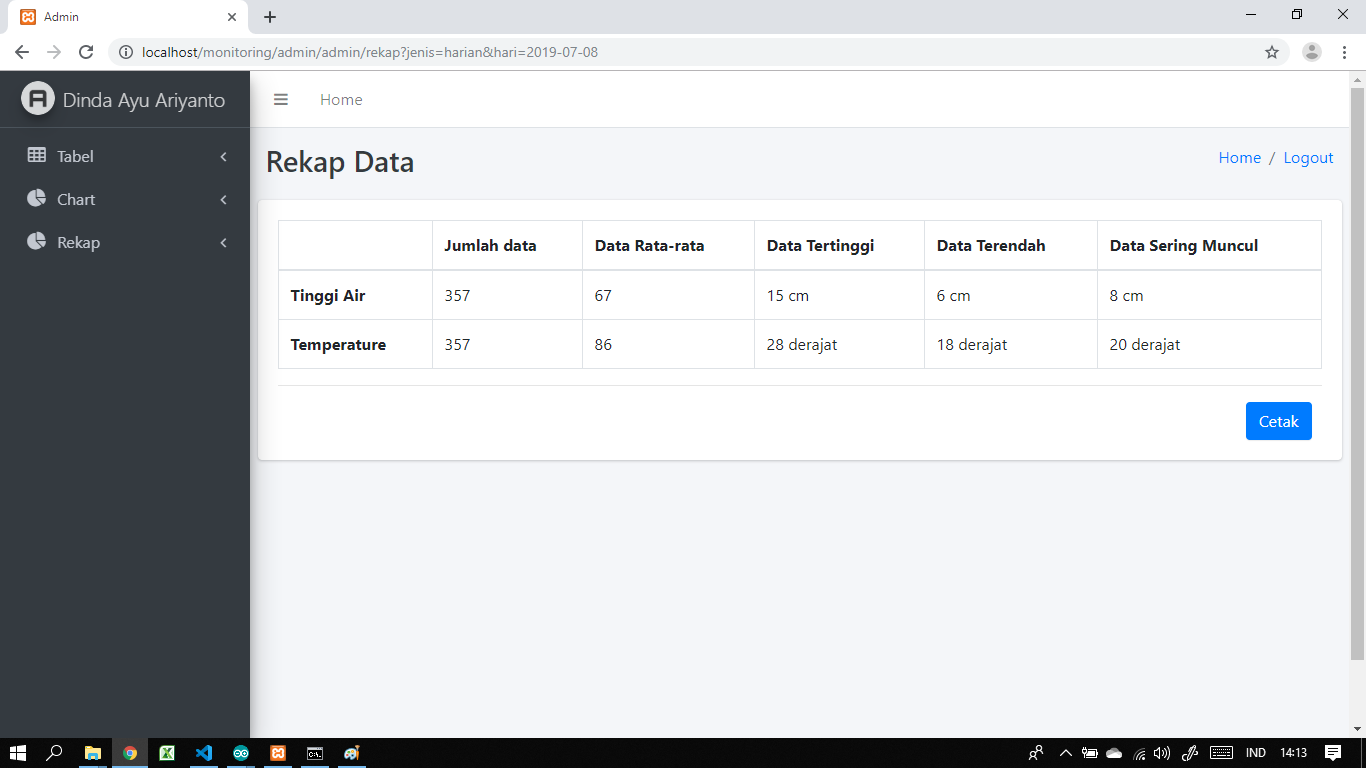 Admin
localhost/monitoring/admin/admin/rekap?jenis=harian&hari=2019-07-08
Dinda Ayu Ariyanto
Home
Tabel
Chart
Rekap
Rekap Data
Home / Logout
Jumlah data Data Rata-rata Data Tertinggi Data Terendah Data Sering Muncul
Tinggi Air 357 67 15 cm 6 cm 8 cm
Temperature 357 86 28 derajat 18 derajat 20 derajat
Cetak
IND 14:13